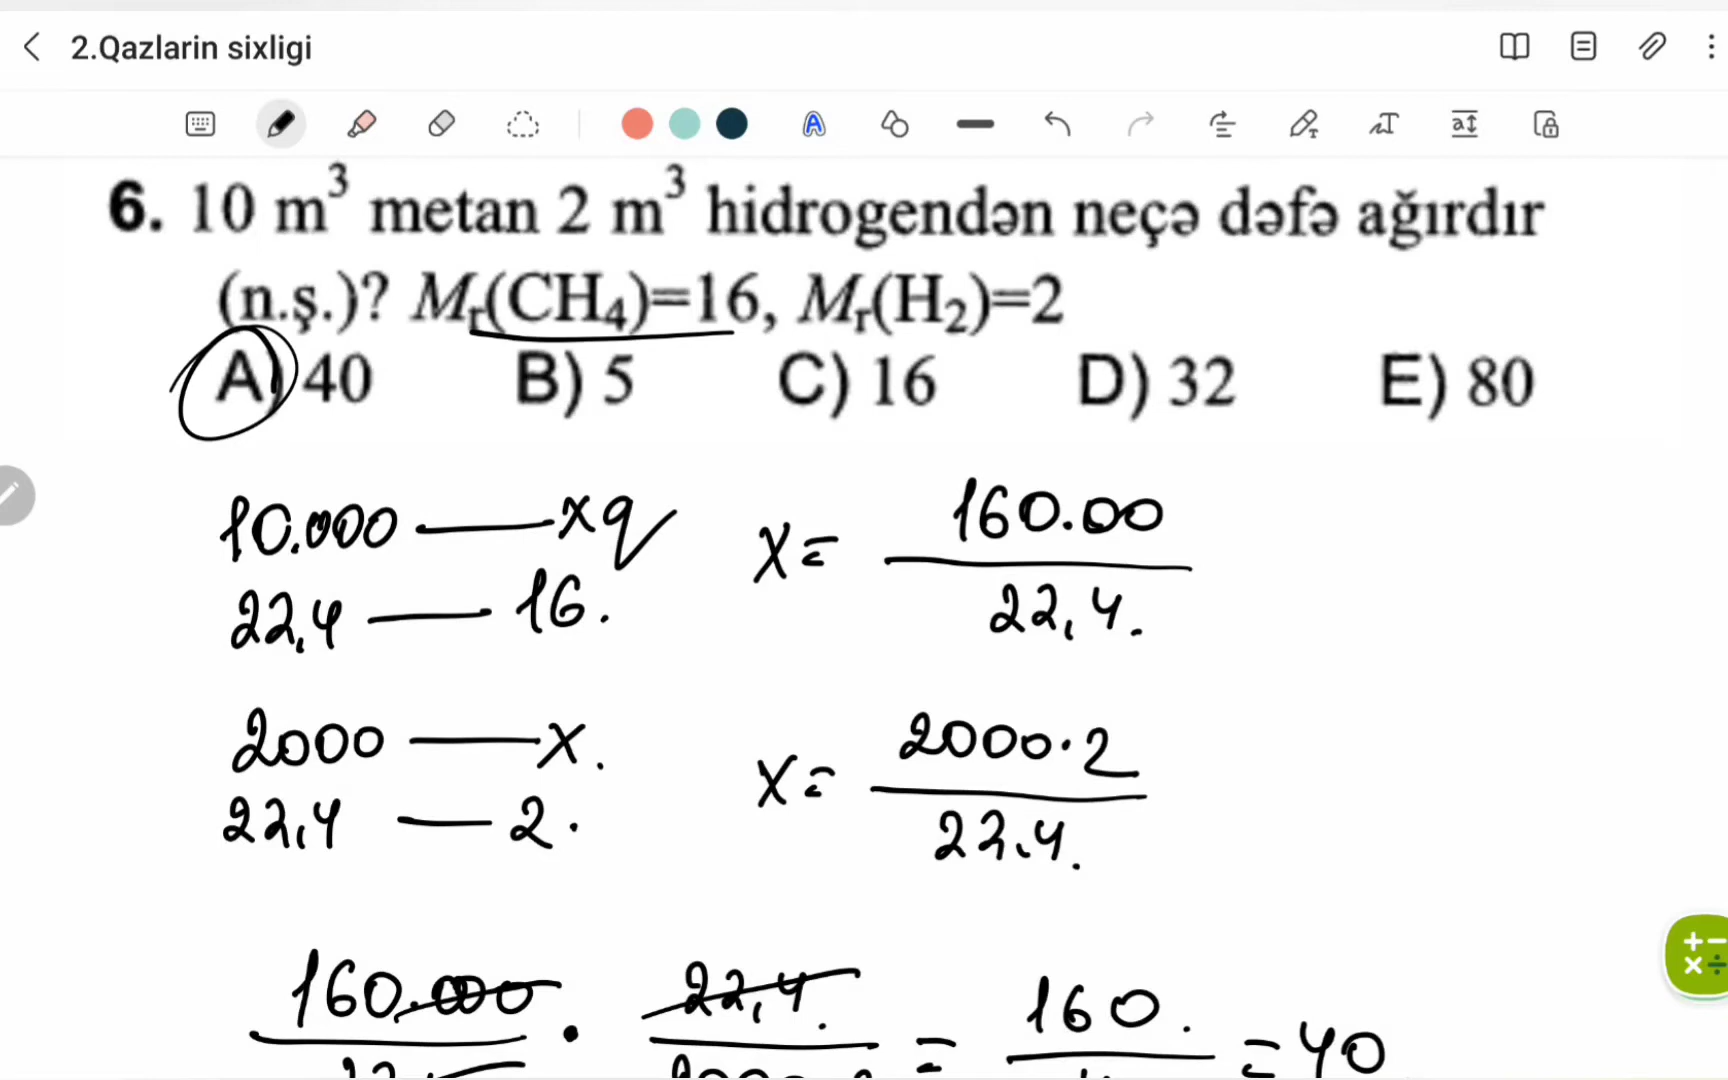 2.Qazlarin sixligi
6. 10 m³ metan 2 m³ hidrogendən neçə dəfə ağırdır
(n.ş.)? Mr(CH₄)=16, Mr(H₂)=2
A) 40 B) 5 C) 16 D) 32 E) 80
10.000 — x q
22,4 — 16.
x = 160.00
22,4.
2000 — x.
22,4 — 2.
x = 2000·2
22,4.
160.000 · 22,4. = 160. = 40